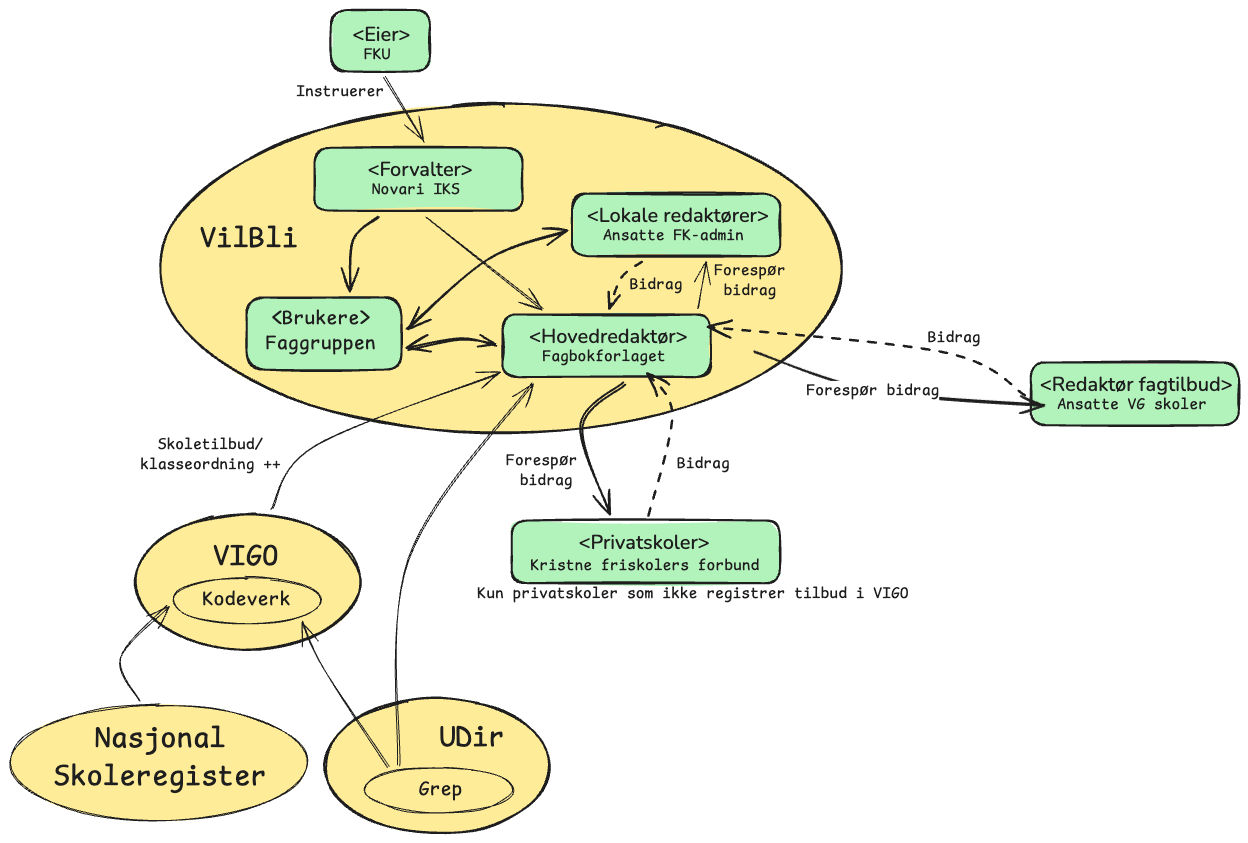 <Eier>
FKU
Instruerer
<Forvalter>
Novari IKS
VilBli
<Lokale redaktører>
Ansatte FK-admin
Bidrag
Forespør
bidrag
<Brukere>
Faggruppen
<Hovedredaktør>
Fagbokforlaget
Bidrag
Forespør bidrag
<Redaktør fagtilbud>
Ansatte VG skoler
Skoletilbud/
klasseordning ++
Forespør
bidrag
Bidrag
<Privatskoler>
Kristne friskolers forbund
Kun privatskoler som ikke registrer tilbud i VIGO
VIGO
Kodeverk
Nasjonal
Skoleregister
UDir
Grep